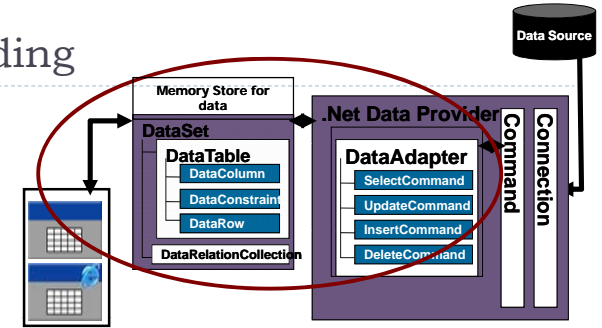 ding
Data Source
Memory Store for
data
DataSet
DataTable
DataColumn
DataConstraint
DataRow
DataRelationCollection
.Net Data Provider
DataAdapter
SelectCommand
UpdateCommand
InsertCommand
DeleteCommand
Command
Connection